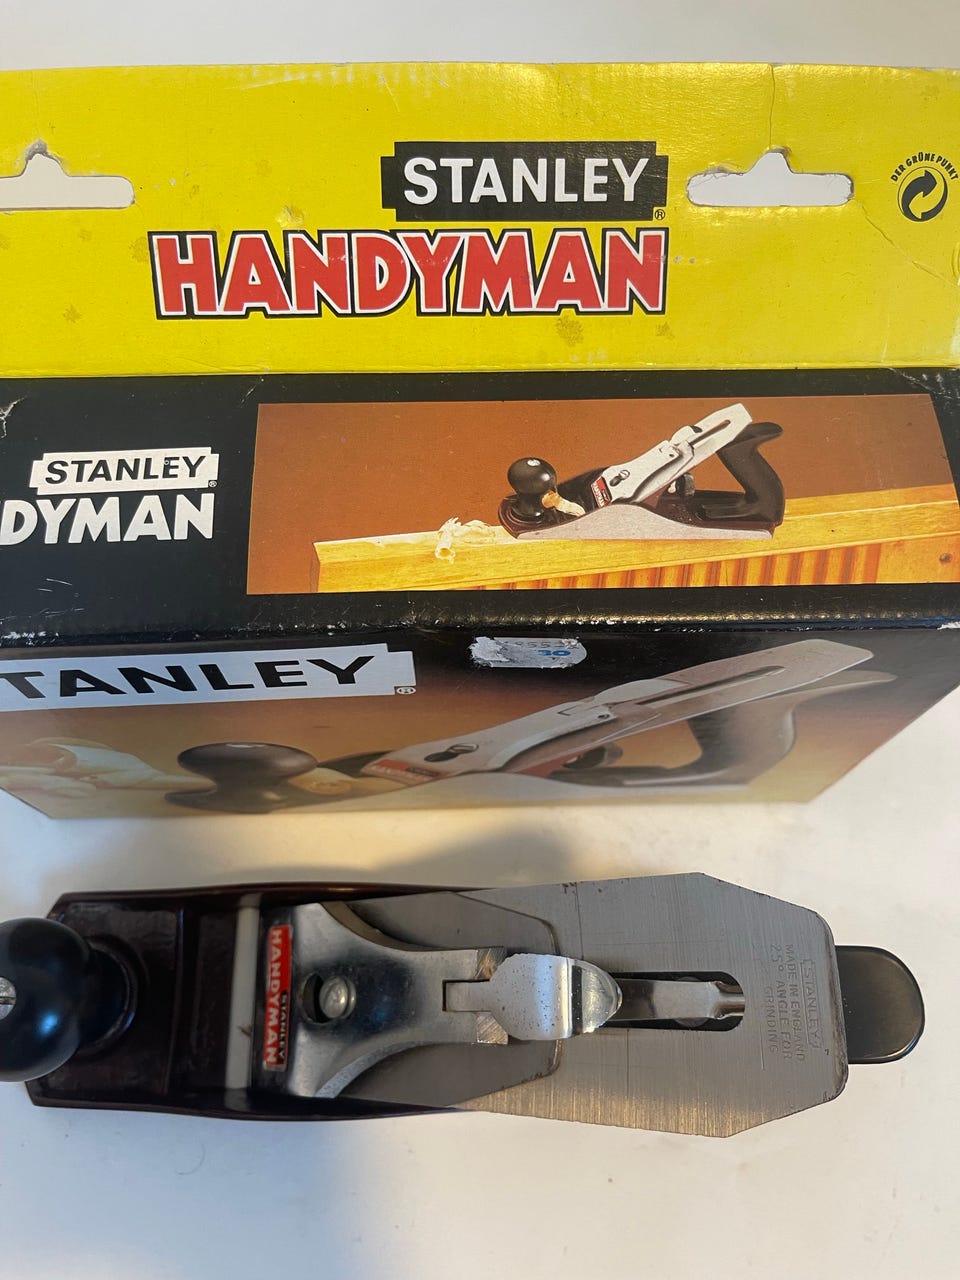 STANLEY
®
HANDYMAN
DER GRÜNE PUNKT
STANLEY
®
DYMAN
TANLEY
®
HANDYMAN
STANLEY
STANLEY
MADE IN ENGLAND
25° ANGLE FOR
GRINDING